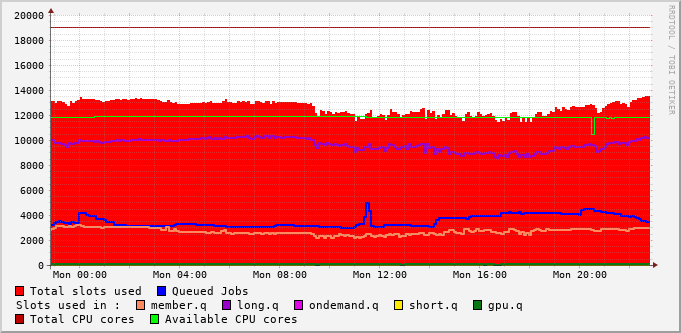 20000
18000
16000
14000
12000
10000
8000
6000
4000
2000
0
Mon 00:00 Mon 04:00 Mon 08:00 Mon 12:00 Mon 16:00 Mon 20:00
Total slots used Queued Jobs
Slots used in : member.q long.q ondemand.q short.q gpu.q
Total CPU cores Available CPU cores
RRDTOOL / TOBI OETIKER